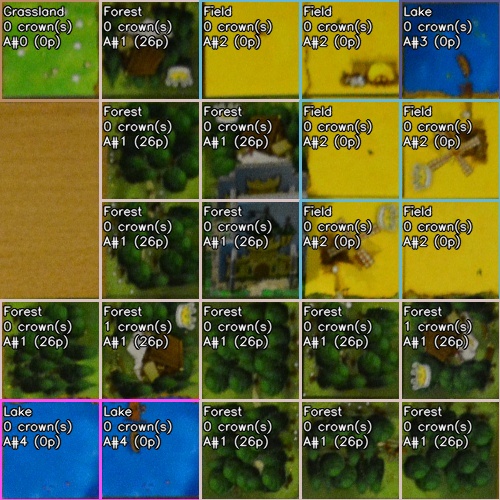 Grassland
0 crown(s)
A#0 (0p)
Forest
0 crown(s)
A#1 (26p)
Field
0 crown(s)
A#2 (0p)
Field
0 crown(s)
A#2 (0p)
Lake
0 crown(s)
A#3 (0p)
Forest
0 crown(s)
A#1 (26p)
Forest
0 crown(s)
A#1 (26p)
Field
0 crown(s)
A#2 (0p)
Field
0 crown(s)
A#2 (0p)
Forest
0 crown(s)
A#1 (26p)
Forest
0 crown(s)
A#1 (26p)
Field
0 crown(s)
A#2 (0p)
Field
0 crown(s)
A#2 (0p)
Forest
0 crown(s)
A#1 (26p)
Forest
1 crown(s)
A#1 (26p)
Forest
0 crown(s)
A#1 (26p)
Forest
0 crown(s)
A#1 (26p)
Forest
1 crown(s)
A#1 (26p)
Lake
0 crown(s)
A#4 (0p)
Lake
0 crown(s)
A#4 (0p)
Forest
0 crown(s)
A#1 (26p)
Forest
0 crown(s)
A#1 (26p)
Forest
0 crown(s)
A#1 (26p)